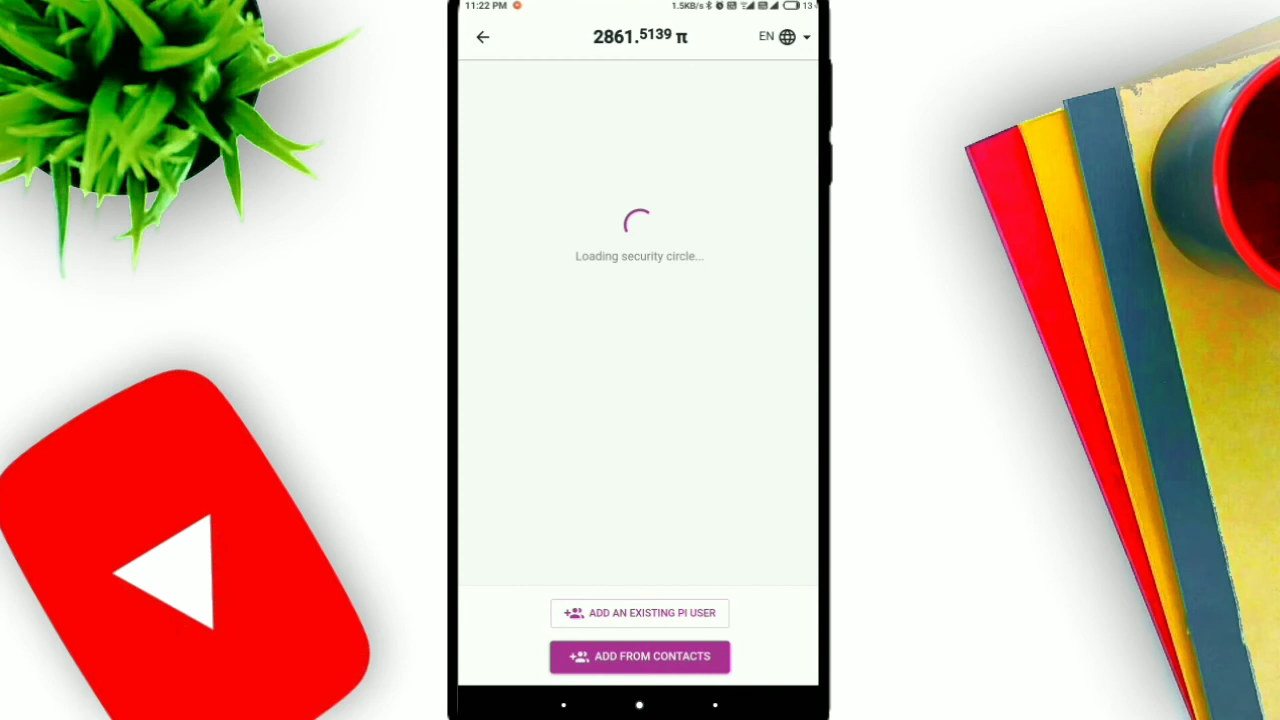 11:22 PM 1.5KB/s 13
2861.5139 π EN
Loading security circle...
ADD AN EXISTING PI USER
ADD FROM CONTACTS